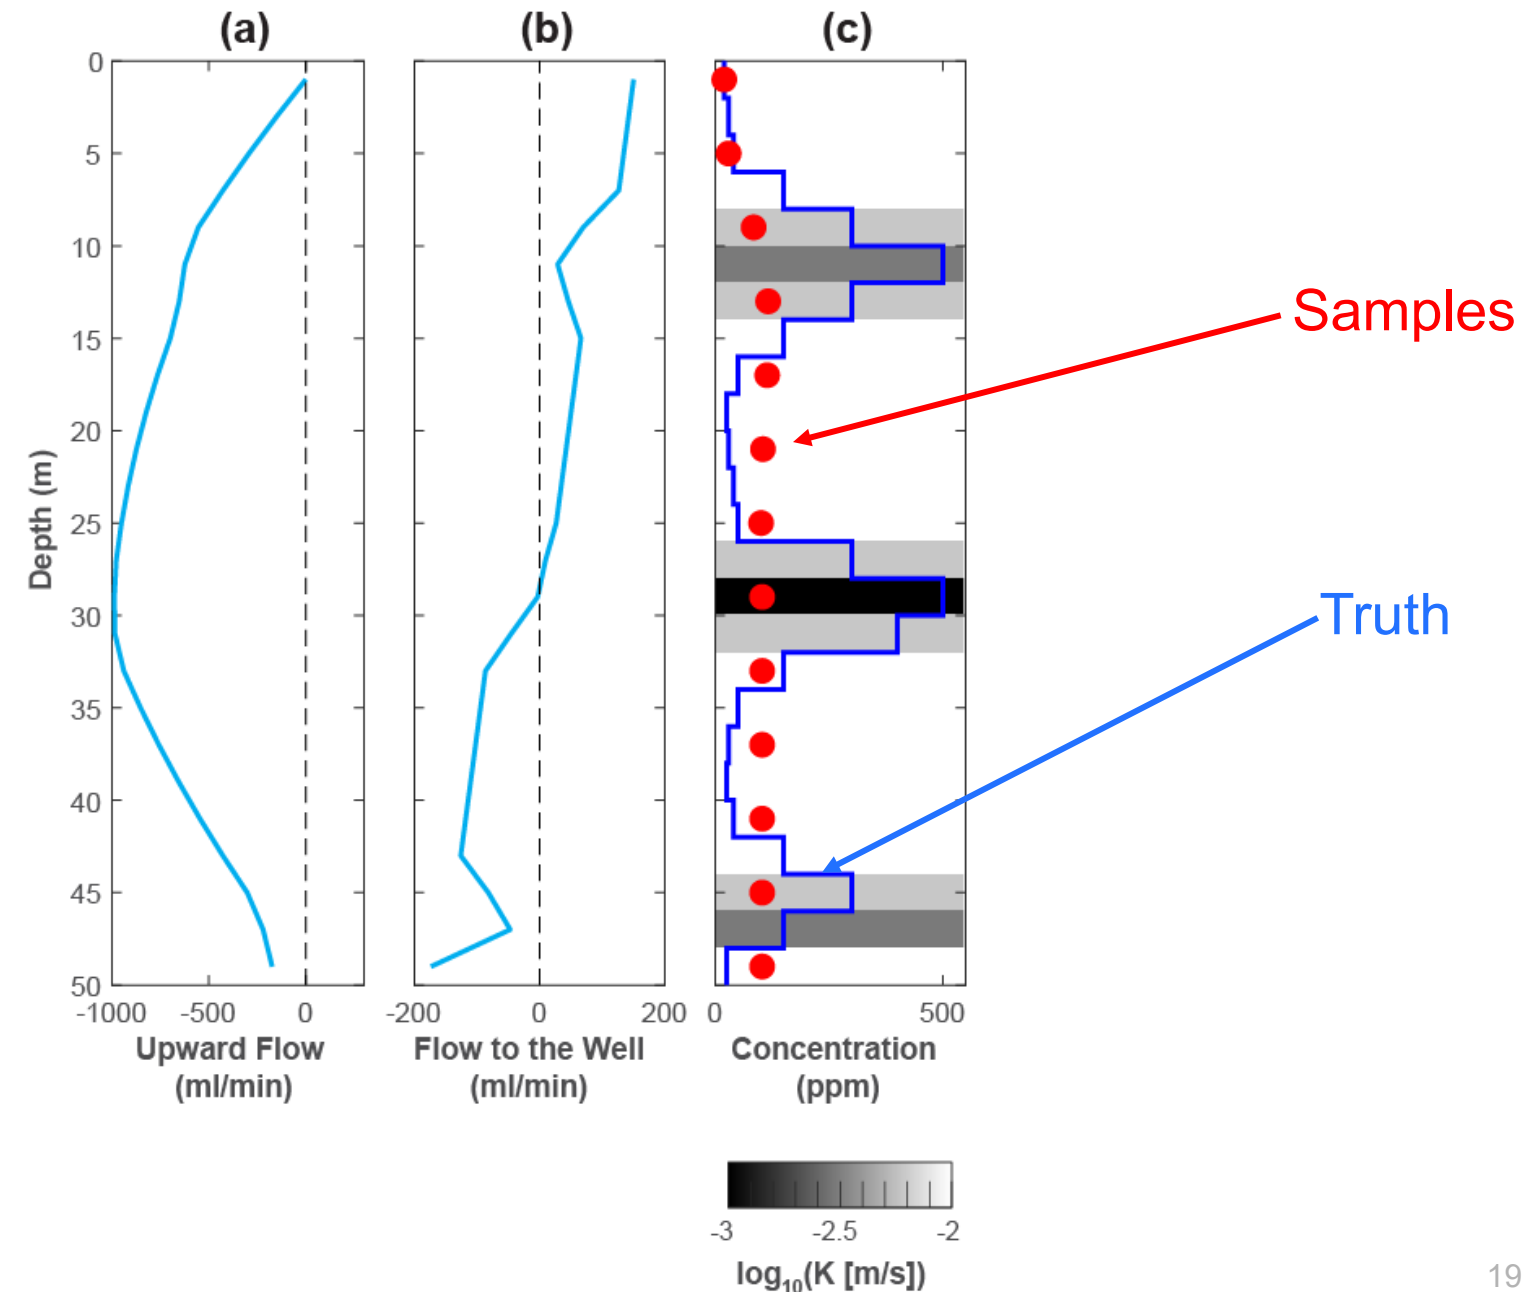 (a)
(b)
(c)
0
5
10
15
20
25
30
35
40
45
50
Depth (m)
-1000 -500 0
Upward Flow
(ml/min)
-200 0 200
Flow to the Well
(ml/min)
0 500
Concentration
(ppm)
Samples
Truth
-3 -2.5 -2
log10(K [m/s])
19